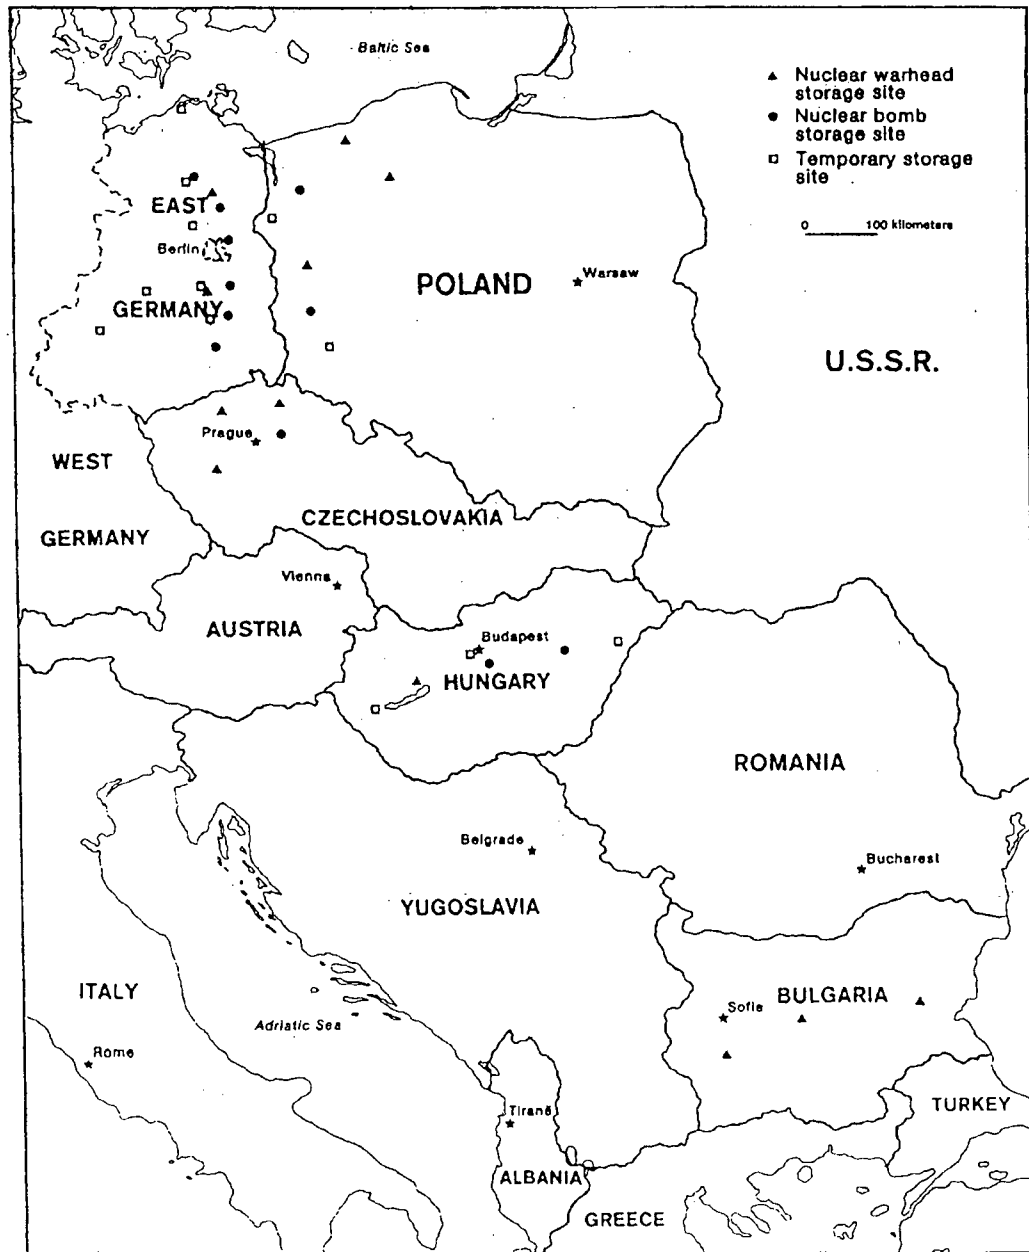 Baltic Sea
Nuclear warhead
storage site
Nuclear bomb
storage site
Temporary storage
site
0 100 kilometers
EAST
Berlin
GERMANY
POLAND
Warsaw
U.S.S.R.
Prague
WEST
GERMANY
CZECHOSLOVAKIA
Vienna
AUSTRIA
Budapest
HUNGARY
ROMANIA
Belgrade
Bucharest
YUGOSLAVIA
ITALY
Adriatic Sea
Rome
Sofia
BULGARIA
Tiranë
TURKEY
ALBANIA
GREECE